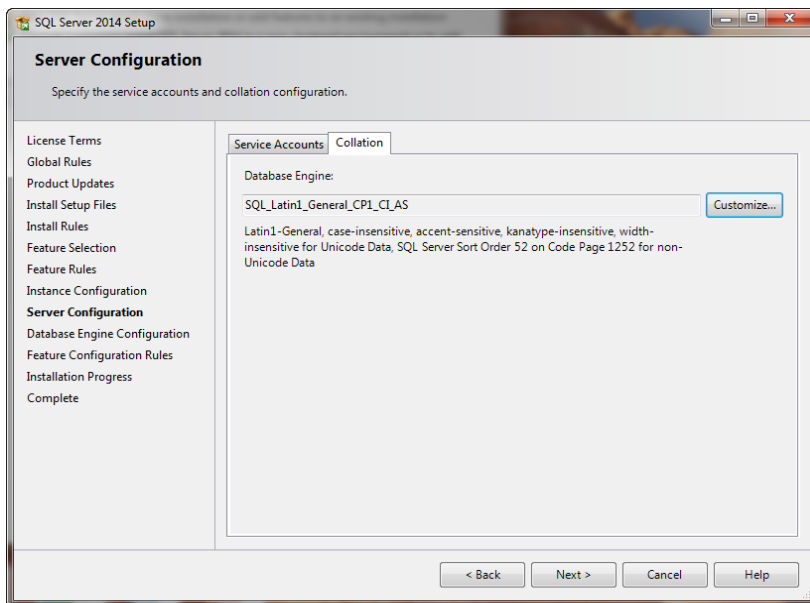 SQL Server 2014 Setup
Server Configuration
Specify the service accounts and collation configuration.
License Terms
Global Rules
Product Updates
Install Setup Files
Install Rules
Feature Selection
Feature Rules
Instance Configuration
Server Configuration
Database Engine Configuration
Feature Configuration Rules
Installation Progress
Complete
Service Accounts
Collation
Database Engine:
SQL_Latin1_General_CP1_CI_AS
Customize...
Latin1-General, case-insensitive, accent-sensitive, kanatype-insensitive, width-
insensitive for Unicode Data, SQL Server Sort Order 52 on Code Page 1252 for non-
Unicode Data
< Back
Next >
Cancel
Help